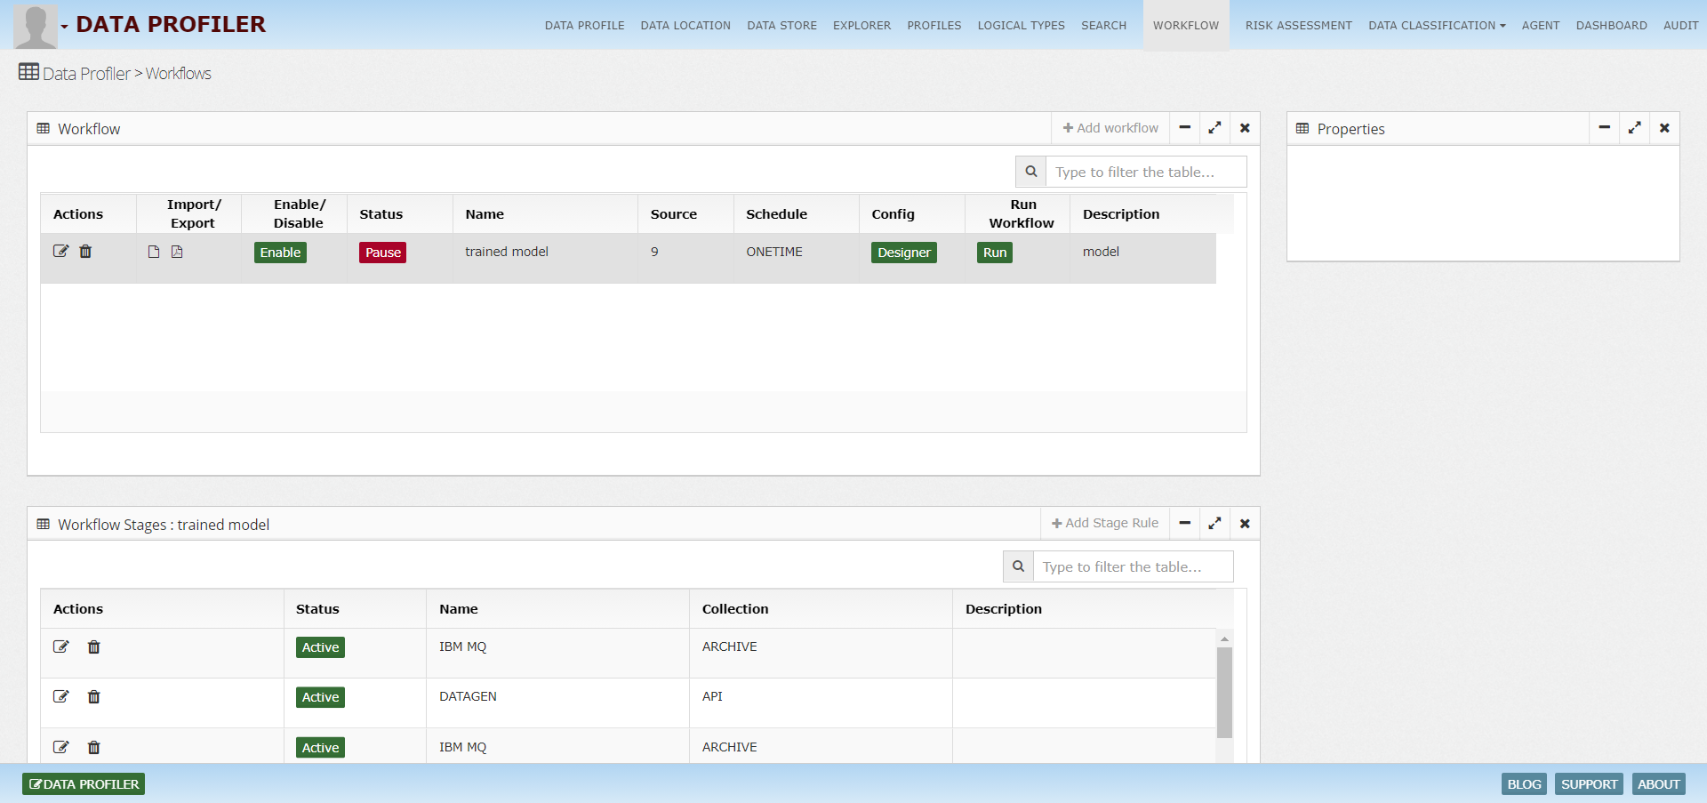 DATA PROFILER
DATA PROFILE DATA LOCATION DATA STORE EXPLORER PROFILES LOGICAL TYPES SEARCH WORKFLOW RISK ASSESSMENT DATA CLASSIFICATION AGENT DASHBOARD AUDIT
Data Profiler > Workflows
Workflow
+ Add workflow
Properties
Type to filter the table...
Actions Import/ Export Enable/ Disable Status Name Source Schedule Config Run Workflow Description
Enable Pause trained model 9 ONETIME Designer Run model
Workflow Stages : trained model
+ Add Stage Rule
Type to filter the table...
Actions Status Name Collection Description
Active IBM MQ ARCHIVE
Active DATAGEN API
Active IBM MQ ARCHIVE
DATA PROFILER
BLOG SUPPORT ABOUT